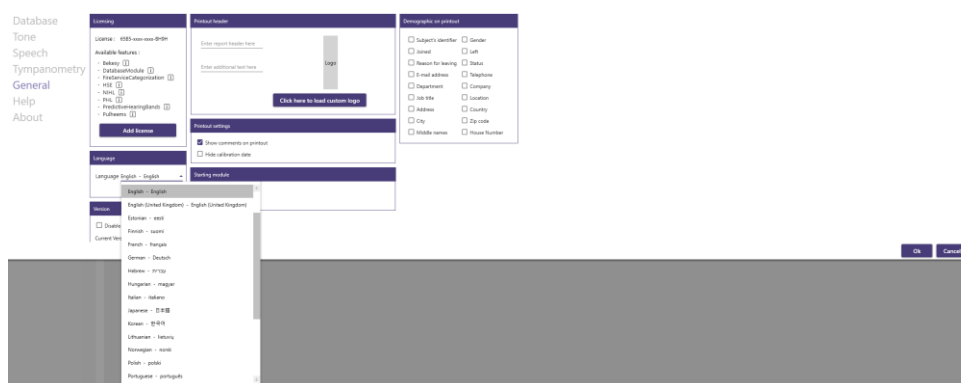 Database
Tone
Speech
Tympanometry
General
Help
About
Licensing
License: 6585-xxxx-xxxx-BH9H
Available features:
- Bekesy
- DatabaseModule
- FireServiceCategorization
- HSE
- NIHL
- PHL
- PredictiveHearingBands
- Fulfeems
Add license
Language
Language English - English
English - English
English (United Kingdom) - English (United Kingdom)
Estonian - eesti
Finnish - suomi
French - français
German - Deutsch
Hebrew - עברית
Hungarian - magyar
Italian - italiano
Japanese - 日本語
Korean - 한국어
Lithuanian - lietuvių
Norwegian - norsk
Polish - polski
Portuguese - português
Version
Disable
Current Vers
Printout header
Enter report header here
Enter additional text here
Logo
Click here to load custom logo
Printout settings
Show comments on printout
Hide calibration date
Starting module
Demographic on printout
Subject's identifier Gender
Joined Left
Reason for leaving Status
E-mail address Telephone
Department Company
Job title Location
Address Country
City Zip code
Middle names House Number
Ok Cancel